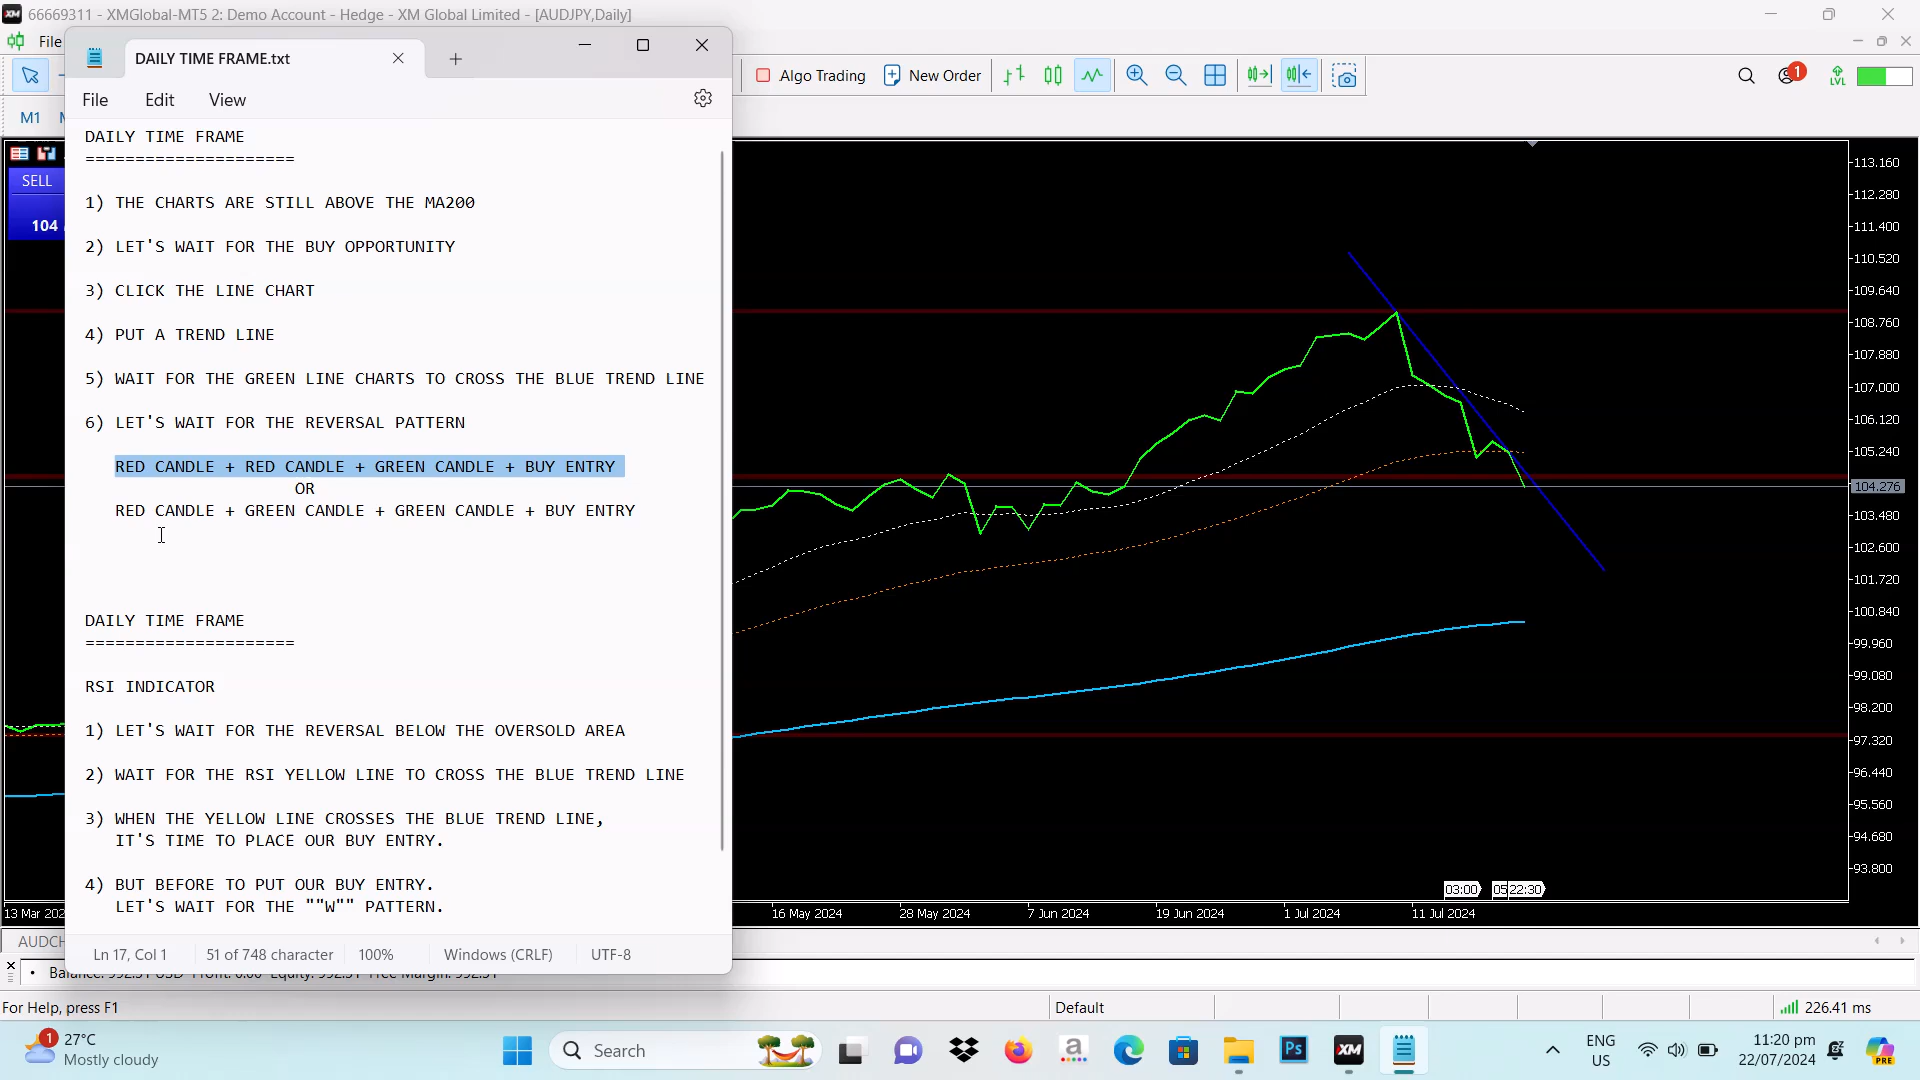 66669311 - XMGlobal-MT5 2: Demo Account - Hedge - XM Global Limited - [AUDJPY,Daily]
File
DAILY TIME FRAME.txt
Algo Trading
New Order
1
LVL
File
Edit
View
M1
DAILY TIME FRAME
=====================
SELL
104
1) THE CHARTS ARE STILL ABOVE THE MA200
2) LET'S WAIT FOR THE BUY OPPORTUNITY
3) CLICK THE LINE CHART
4) PUT A TREND LINE
5) WAIT FOR THE GREEN LINE CHARTS TO CROSS THE BLUE TREND LINE
6) LET'S WAIT FOR THE REVERSAL PATTERN
RED CANDLE + RED CANDLE + GREEN CANDLE + BUY ENTRY
OR
RED CANDLE + GREEN CANDLE + GREEN CANDLE + BUY ENTRY
DAILY TIME FRAME
=====================
RSI INDICATOR
1) LET'S WAIT FOR THE REVERSAL BELOW THE OVERSOLD AREA
2) WAIT FOR THE RSI YELLOW LINE TO CROSS THE BLUE TREND LINE
3) WHEN THE YELLOW LINE CROSSES THE BLUE TREND LINE,
IT'S TIME TO PLACE OUR BUY ENTRY.
4) BUT BEFORE TO PUT OUR BUY ENTRY.
LET'S WAIT FOR THE ""W"" PATTERN.
Ln 17, Col 1
51 of 748 character
100%
Windows (CRLF)
UTF-8
113.160
112.280
111.400
110.520
109.640
108.760
107.880
107.000
106.120
105.240
104.276
103.480
102.600
101.720
100.840
99.960
99.080
98.200
97.320
96.440
95.560
94.680
93.800
03:00
05
22:30
13 Mar 202
16 May 2024
28 May 2024
7 Jun 2024
19 Jun 2024
1 Jul 2024
11 Jul 2024
AUDCH
For Help, press F1
Default
226.41 ms
1
27°C
Mostly cloudy
Search
a
Ps
XM
ENG
US
11:20 pm
22/07/2024
PRE